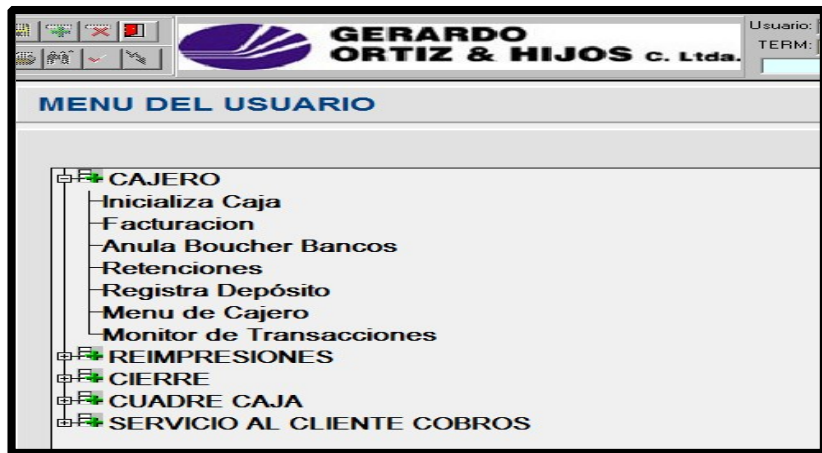 GERARDO
ORTIZ & HIJOS C. Ltda.
Usuario:
TERM:
MENU DEL USUARIO
CAJERO
Inicializa Caja
Facturacion
Anula Boucher Bancos
Retenciones
Registra Depósito
Menu de Cajero
Monitor de Transacciones
REIMPRESIONES
CIERRE
CUADRE CAJA
SERVICIO AL CLIENTE COBROS